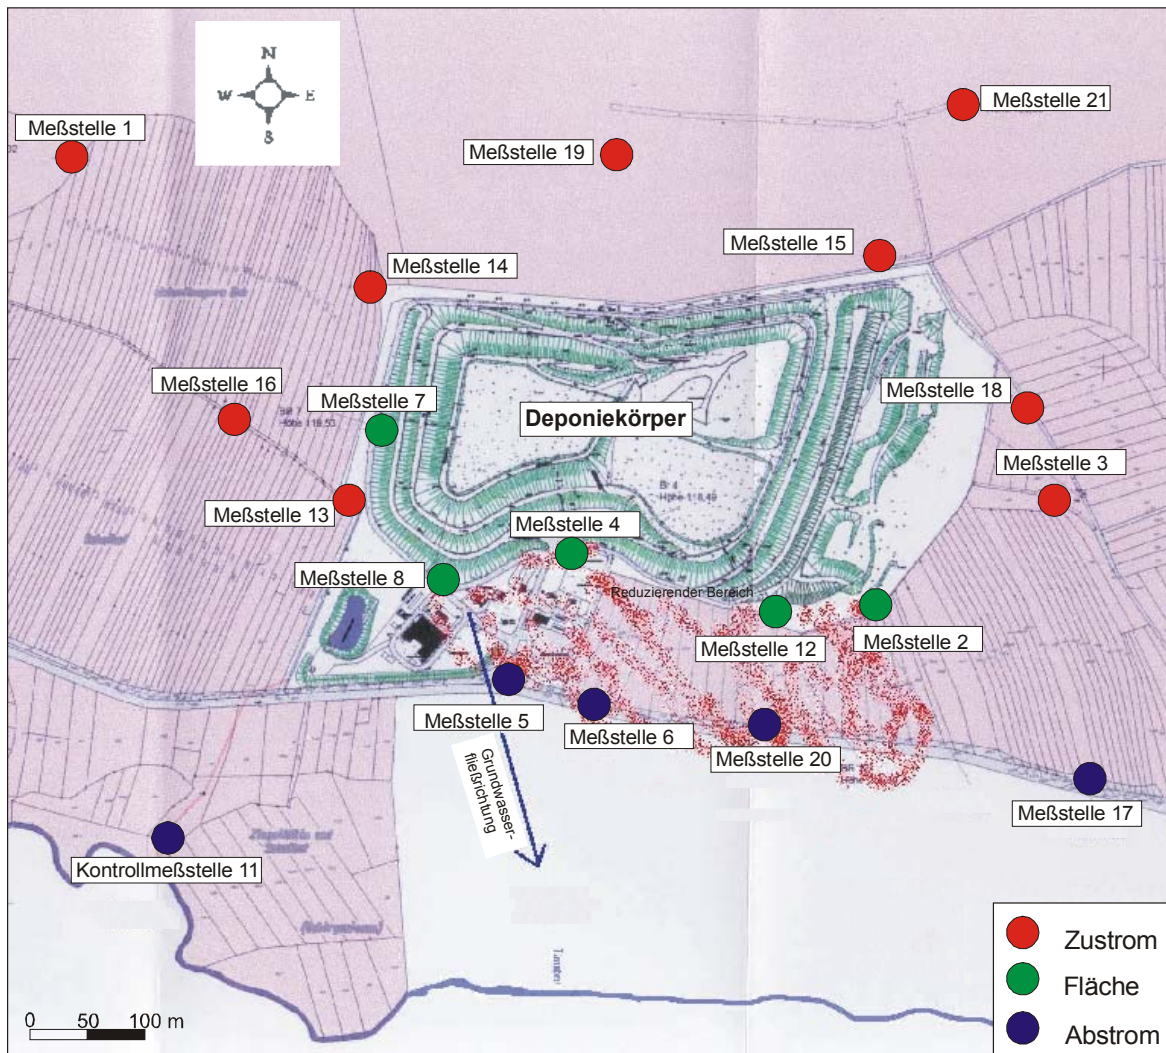 N
W E
S
Meßstelle 1
Meßstelle 19
Meßstelle 21
Meßstelle 15
Meßstelle 14
Meßstelle 16
Meßstelle 7
Meßstelle 18
Deponiekörper
Meßstelle 3
Meßstelle 13
Meßstelle 4
Meßstelle 8
Reduzierender Bereich
Meßstelle 12
Meßstelle 2
Meßstelle 5
Meßstelle 6
Meßstelle 20
Meßstelle 17
Grundwasser-
fließrichtung
Kontrollmeßstelle 11
Zustrom
Fläche
Abstrom
0 50 100 m